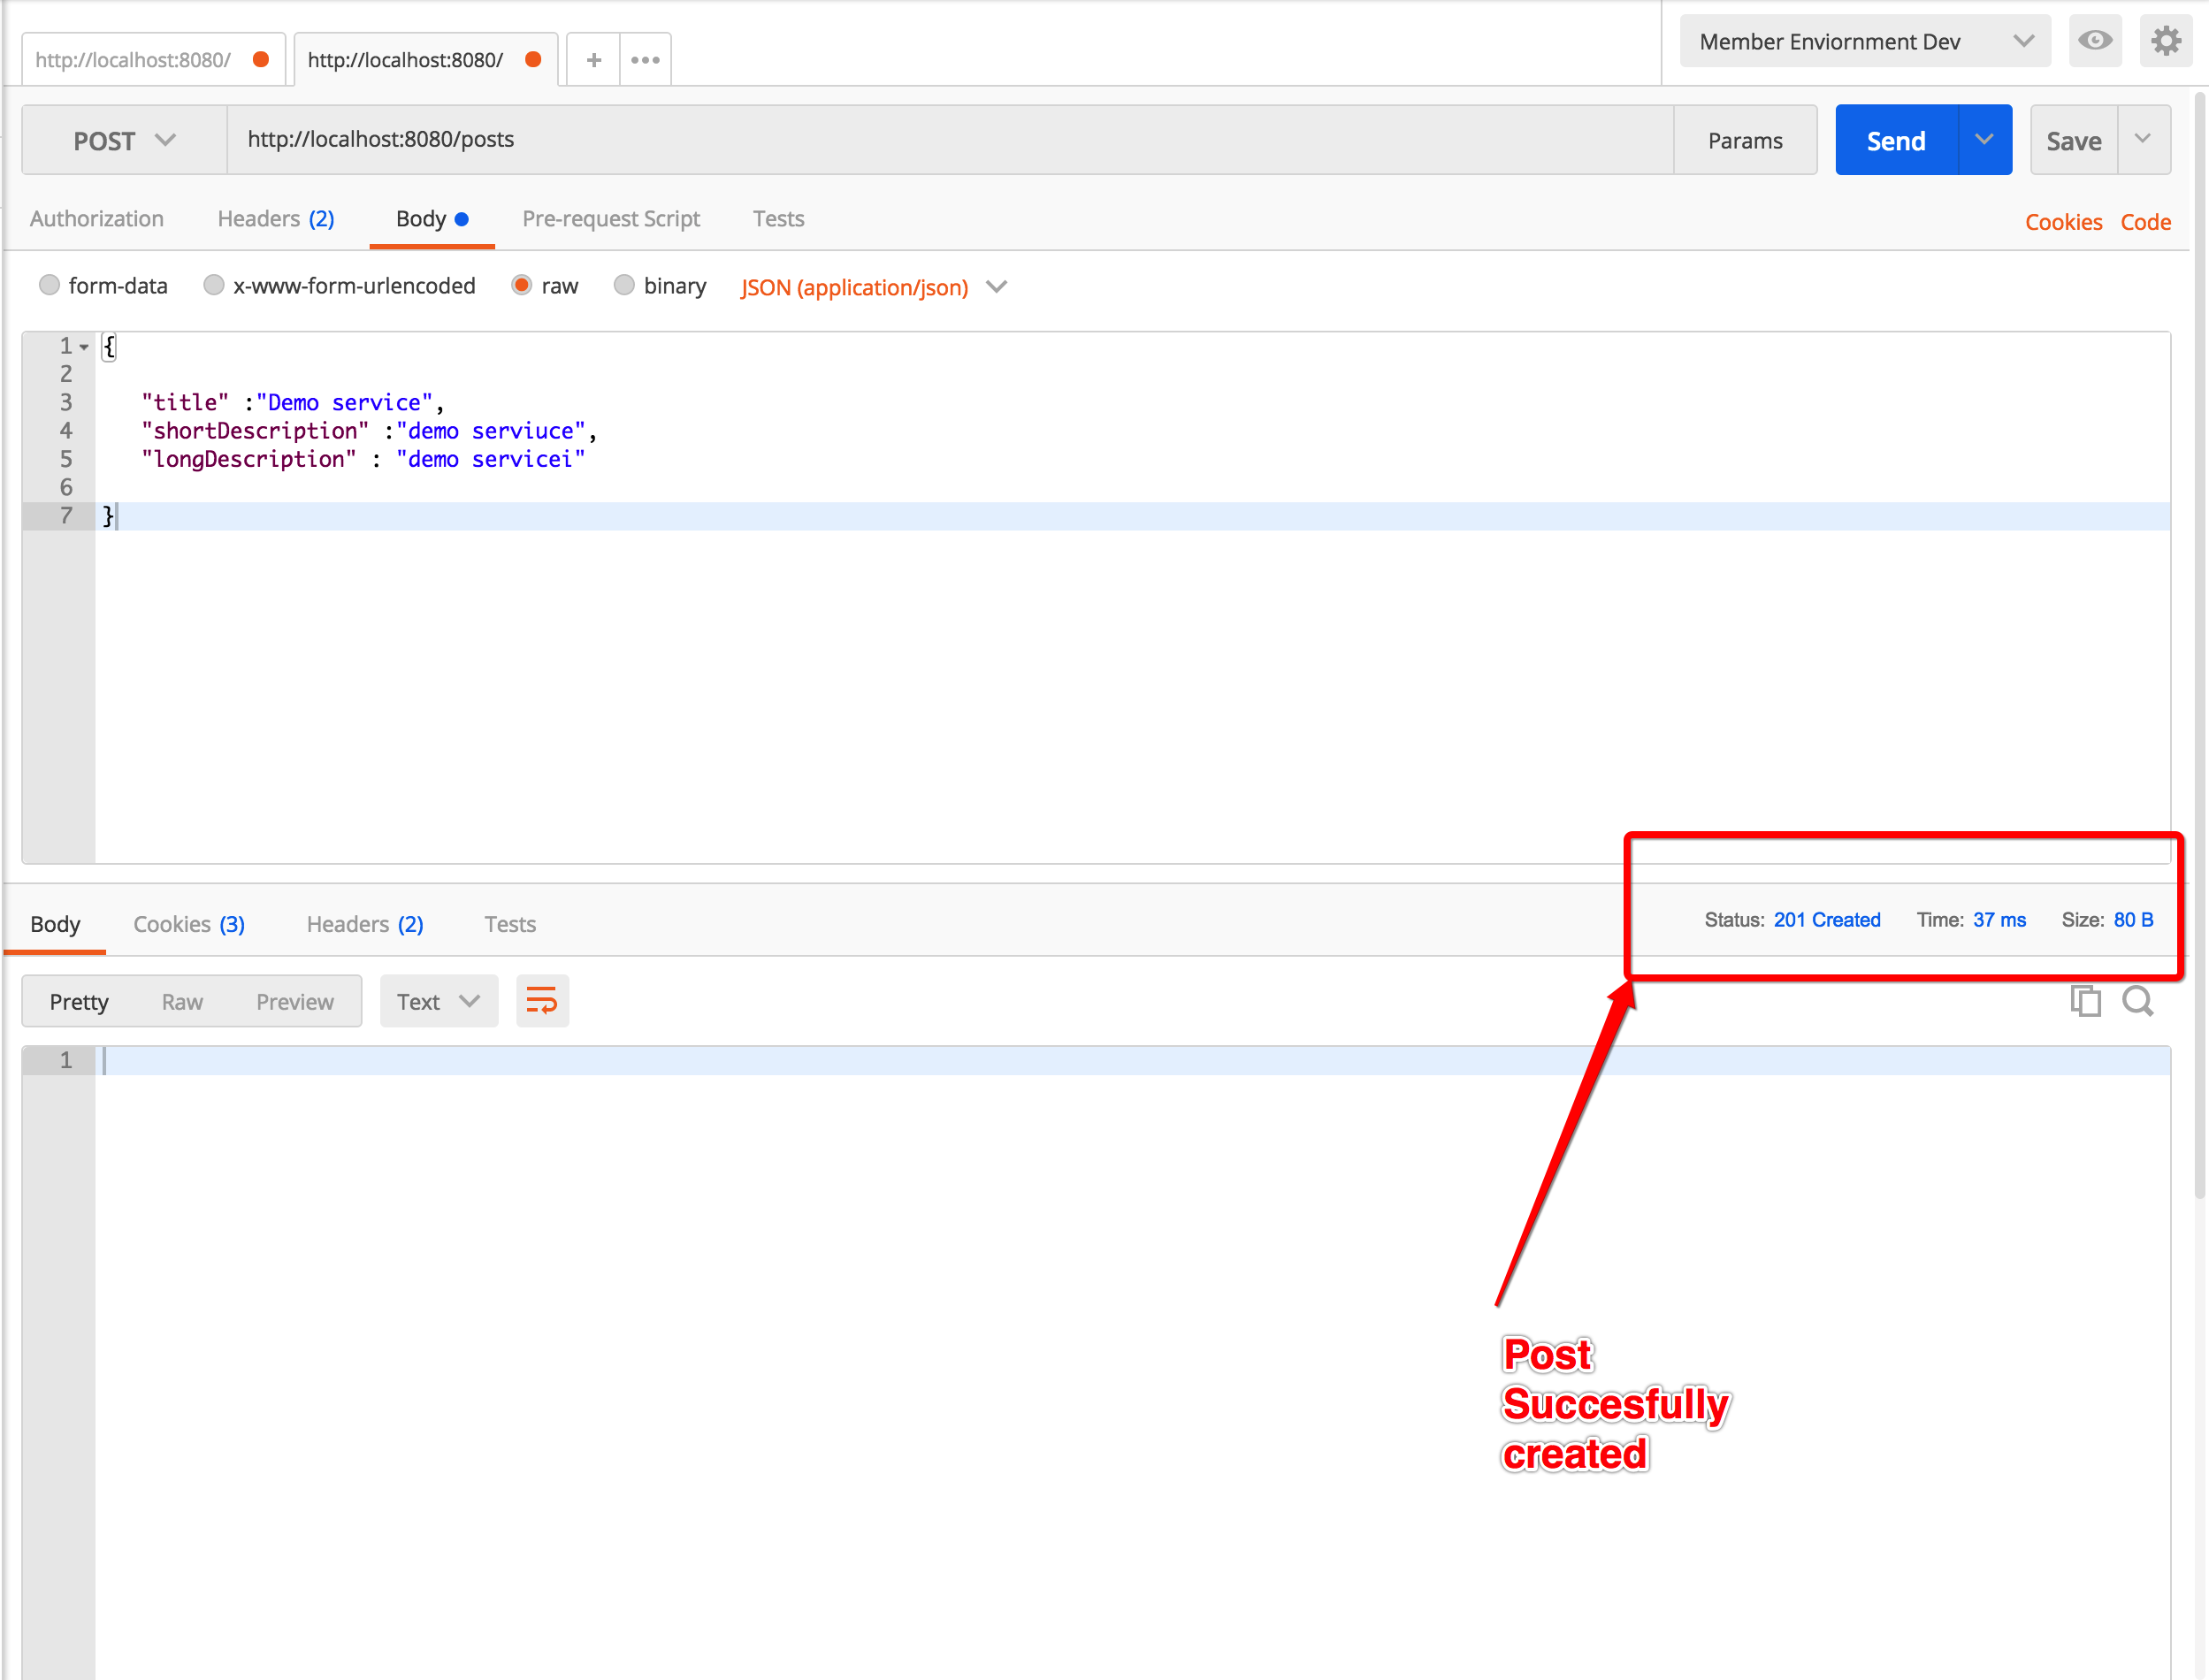 http://localhost:8080/ http://localhost:8080/ + ••• Member Enviornment Dev
POST http://localhost:8080/posts Params Send Save
Authorization Headers (2) Body Pre-request Script Tests Cookies Code
form-data x-www-form-urlencoded raw binary JSON (application/json)
1 {
2
3 "title" :"Demo service",
4 "shortDescription" :"demo serviuce",
5 "longDescription" : "demo servicei"
6
7 }
Body Cookies (3) Headers (2) Tests Status: 201 Created Time: 37 ms Size: 80 B
Pretty Raw Preview Text
1
Post
Succesfully
created